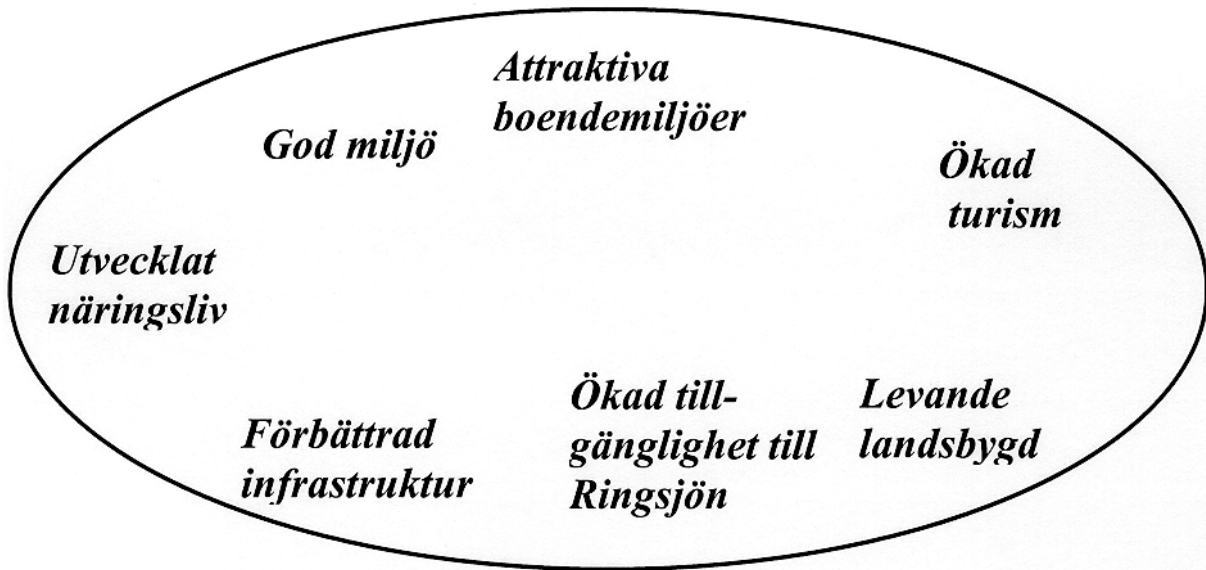 Attraktiva
boendemiljöer
God miljö
Ökad
turism
Utvecklat
näringsliv
Förbättrad
infrastruktur
Ökad till-
gänglighet till
Ringsjön
Levande
landsbygd